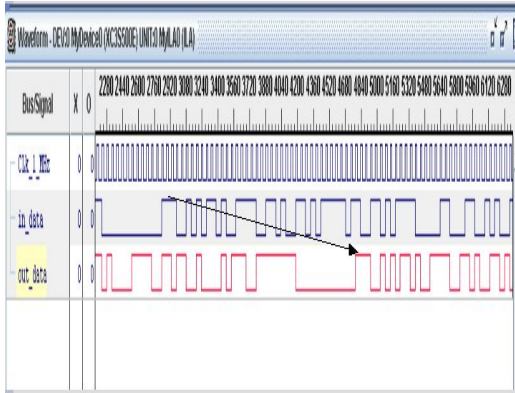 Waveform - DEV:0 MyDevice0 (XC3S500E) UNIT:0 MyILA0 (ILA)
Bus/Signal X O 2280 2440 2600 2760 2920 3080 3240 3400 3560 3720 3880 4040 4200 4360 4520 4680 4840 5000 5160 5320 5480 5640 5800 5960 6120 6280
Clk_1_MHz 0 0
in_data 0 0
out_data 0 0